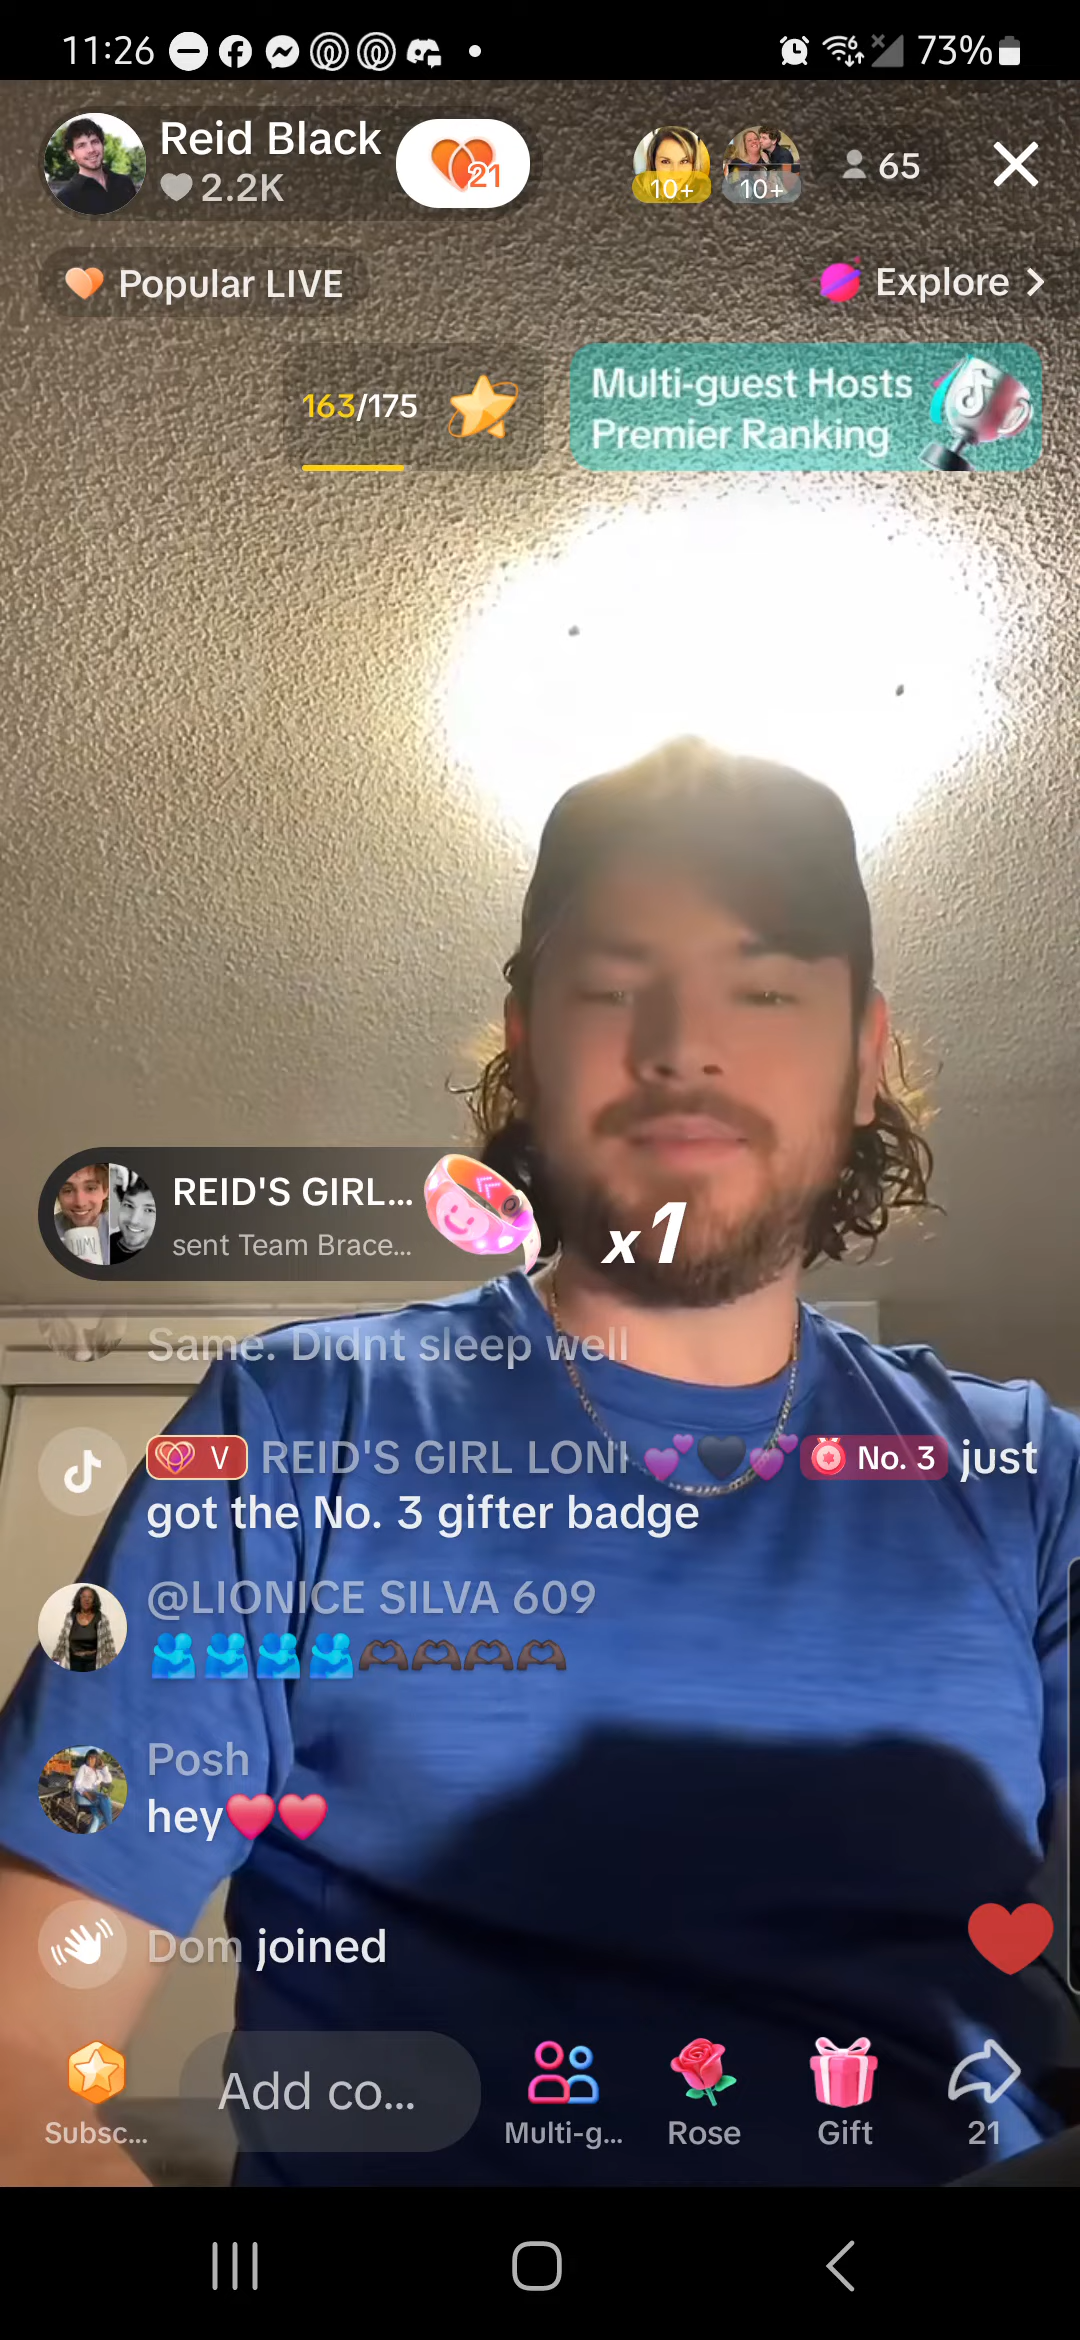 11:26
73%
Reid Black
2.2K
21
10+
10+
65
Popular LIVE
Explore >
163/175
Multi-guest Hosts
Premier Ranking
REID'S GIRL...
sent Team Brace...
x1
Same. Didnt sleep well
V REID'S GIRL LON No. 3 just
got the No. 3 gifter badge
@LIONICE SILVA 609
🫂🫂🫂🫂🫶🏿🫶🏿🫶🏿🫶🏿
Posh
hey❤️❤️
Dom joined
Subsc...
Add co...
Multi-g...
Rose
Gift
21